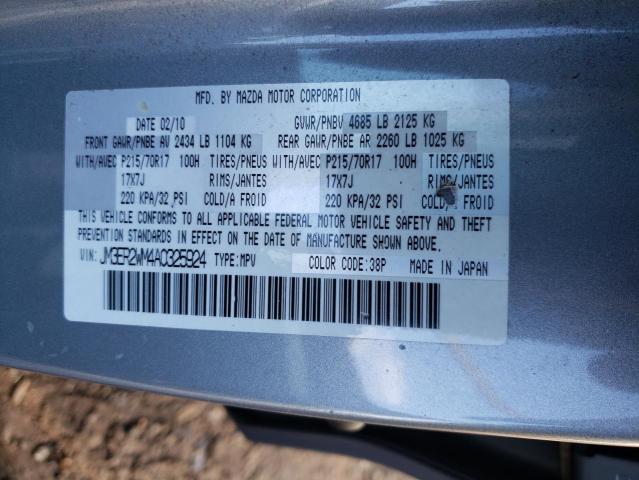 MFD. BY MAZDA MOTOR CORPORATION
DATE 02/10 GVWR/PNBV 4685 LB 2125 KG
FRONT GAWR/PNBE AV 2434 LB 1104 KG REAR GAWR/PNBE AR 2260 LB 1025 KG
WITH/AVEC P215/70R17 100H TIRES/PNEUS WITH/AVEC P215/70R17 100H TIRES/PNEUS
17X7J RIMS/JANTES 17X7J RIMS/JANTES
220 KPA/32 PSI COLD/A FROID 220 KPA/32 PSI COLD/A FROID
THIS VEHICLE CONFORMS TO ALL APPLICABLE FEDERAL MOTOR VEHICLE SAFETY AND THEFT
PREVENTION STANDARDS IN EFFECT ON THE DATE OF MANUFACTURE SHOWN ABOVE.
VIN: JM3ER2WM4A0325924 TYPE:MPV COLOR CODE:38P MADE IN JAPAN